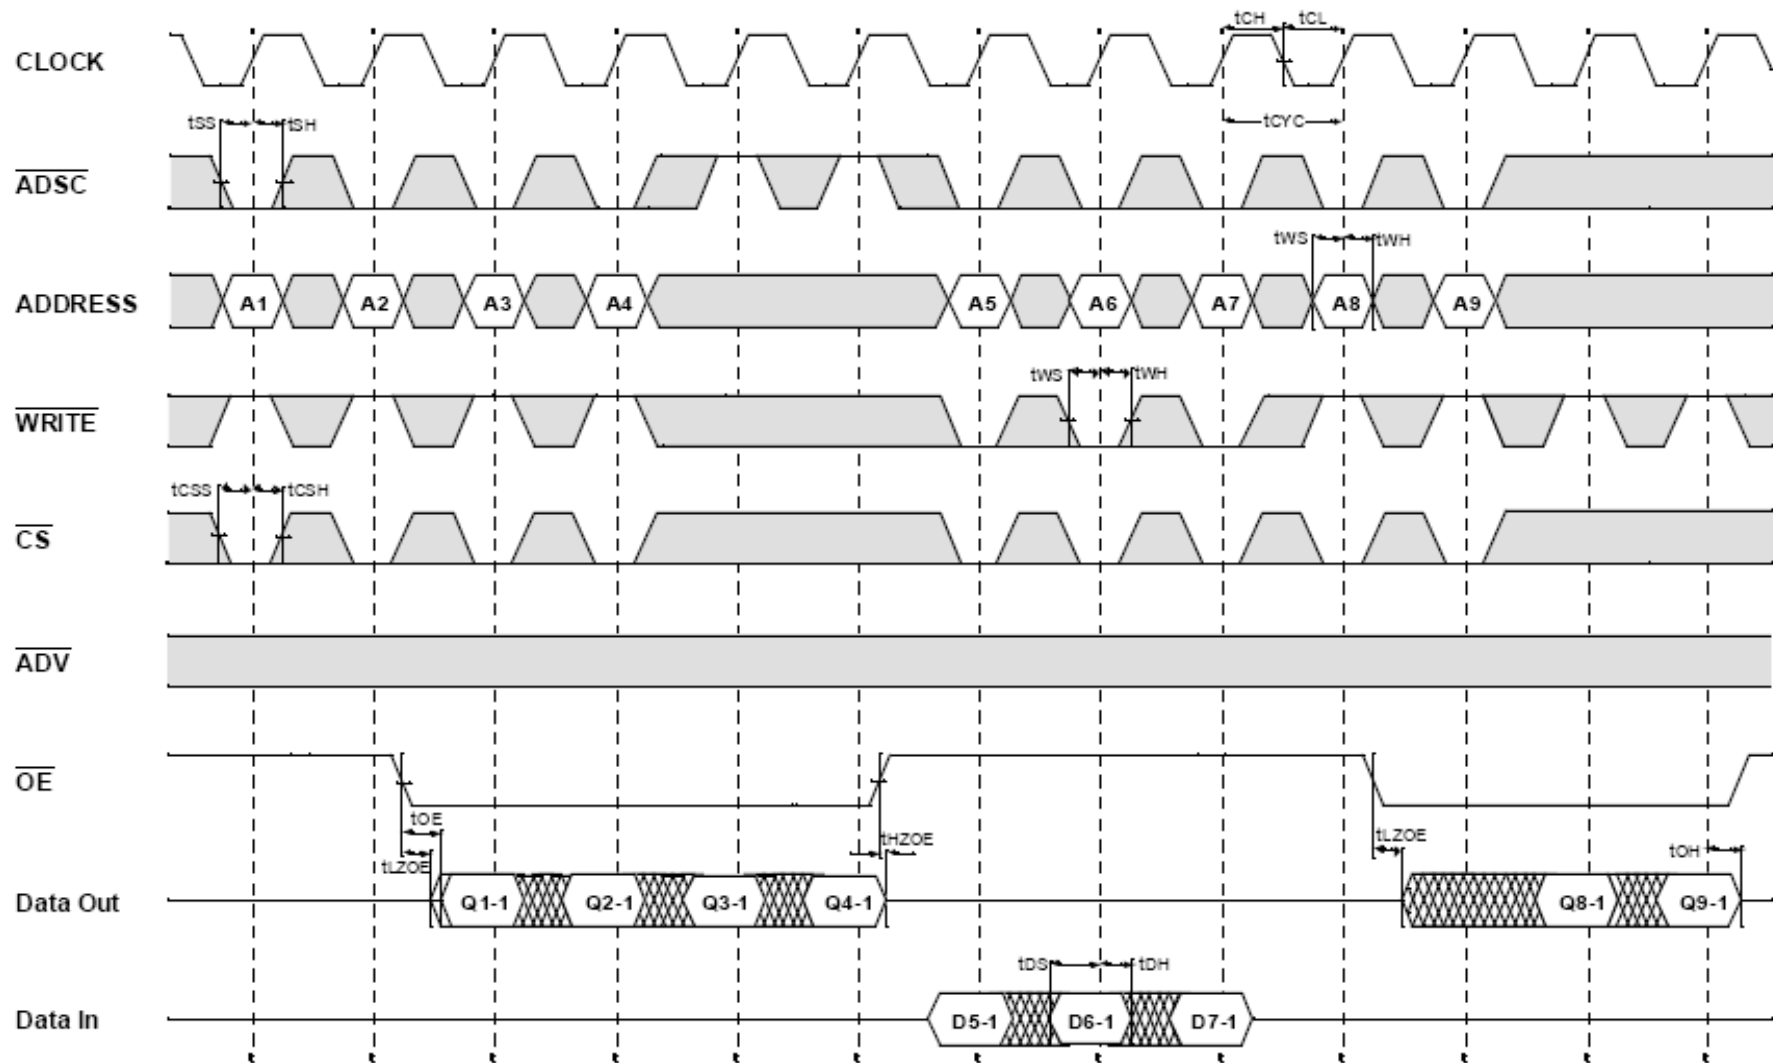 tCH tCL
CLOCK
tSS tSH tCYC
ADSC
tWS tWH
ADDRESS A1 A2 A3 A4 A5 A6 A7 A8 A9
tWS tWH
WRITE
tCSS tCSH
CS
ADV
OE
tOE tHZOE
tLZOE tLZOE tOH
Data Out Q1-1 Q2-1 Q3-1 Q4-1 Q8-1 Q9-1
tDS tDH
Data In D5-1 D6-1 D7-1